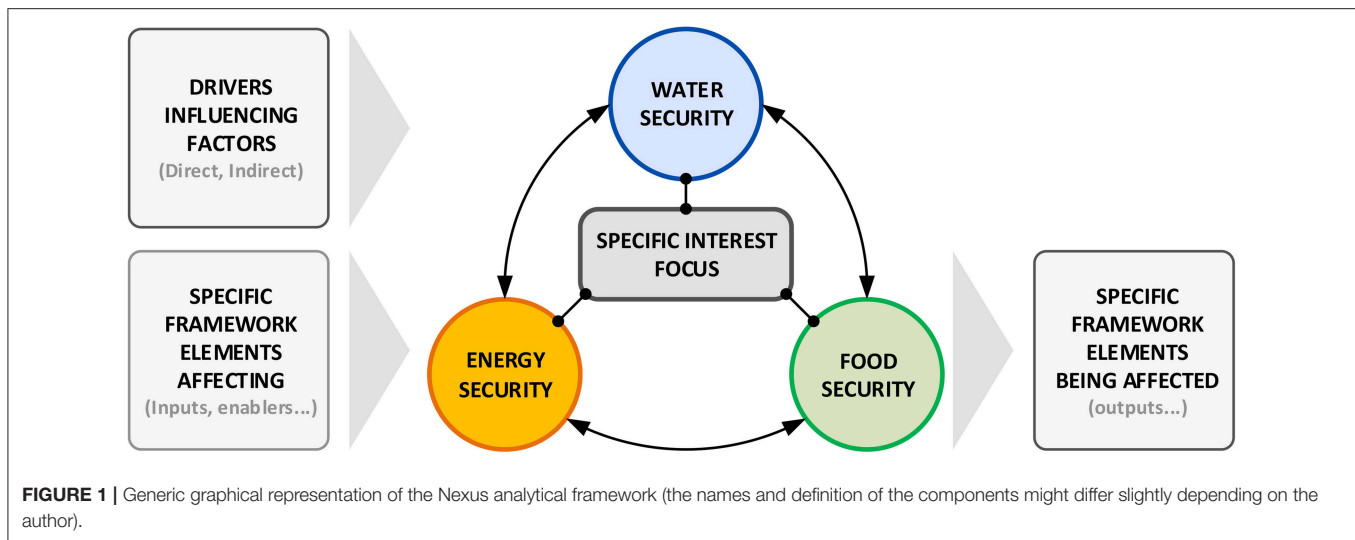 DRIVERS
INFLUENCING
FACTORS
(Direct, Indirect)
SPECIFIC
FRAMEWORK
ELEMENTS
AFFECTING
(Inputs, enablers...)
WATER
SECURITY
SPECIFIC INTEREST
FOCUS
ENERGY
SECURITY
FOOD
SECURITY
SPECIFIC
FRAMEWORK
ELEMENTS
BEING AFFECTED
(outputs...)
FIGURE 1 | Generic graphical representation of the Nexus analytical framework (the names and definition of the components might differ slightly depending on the
author).